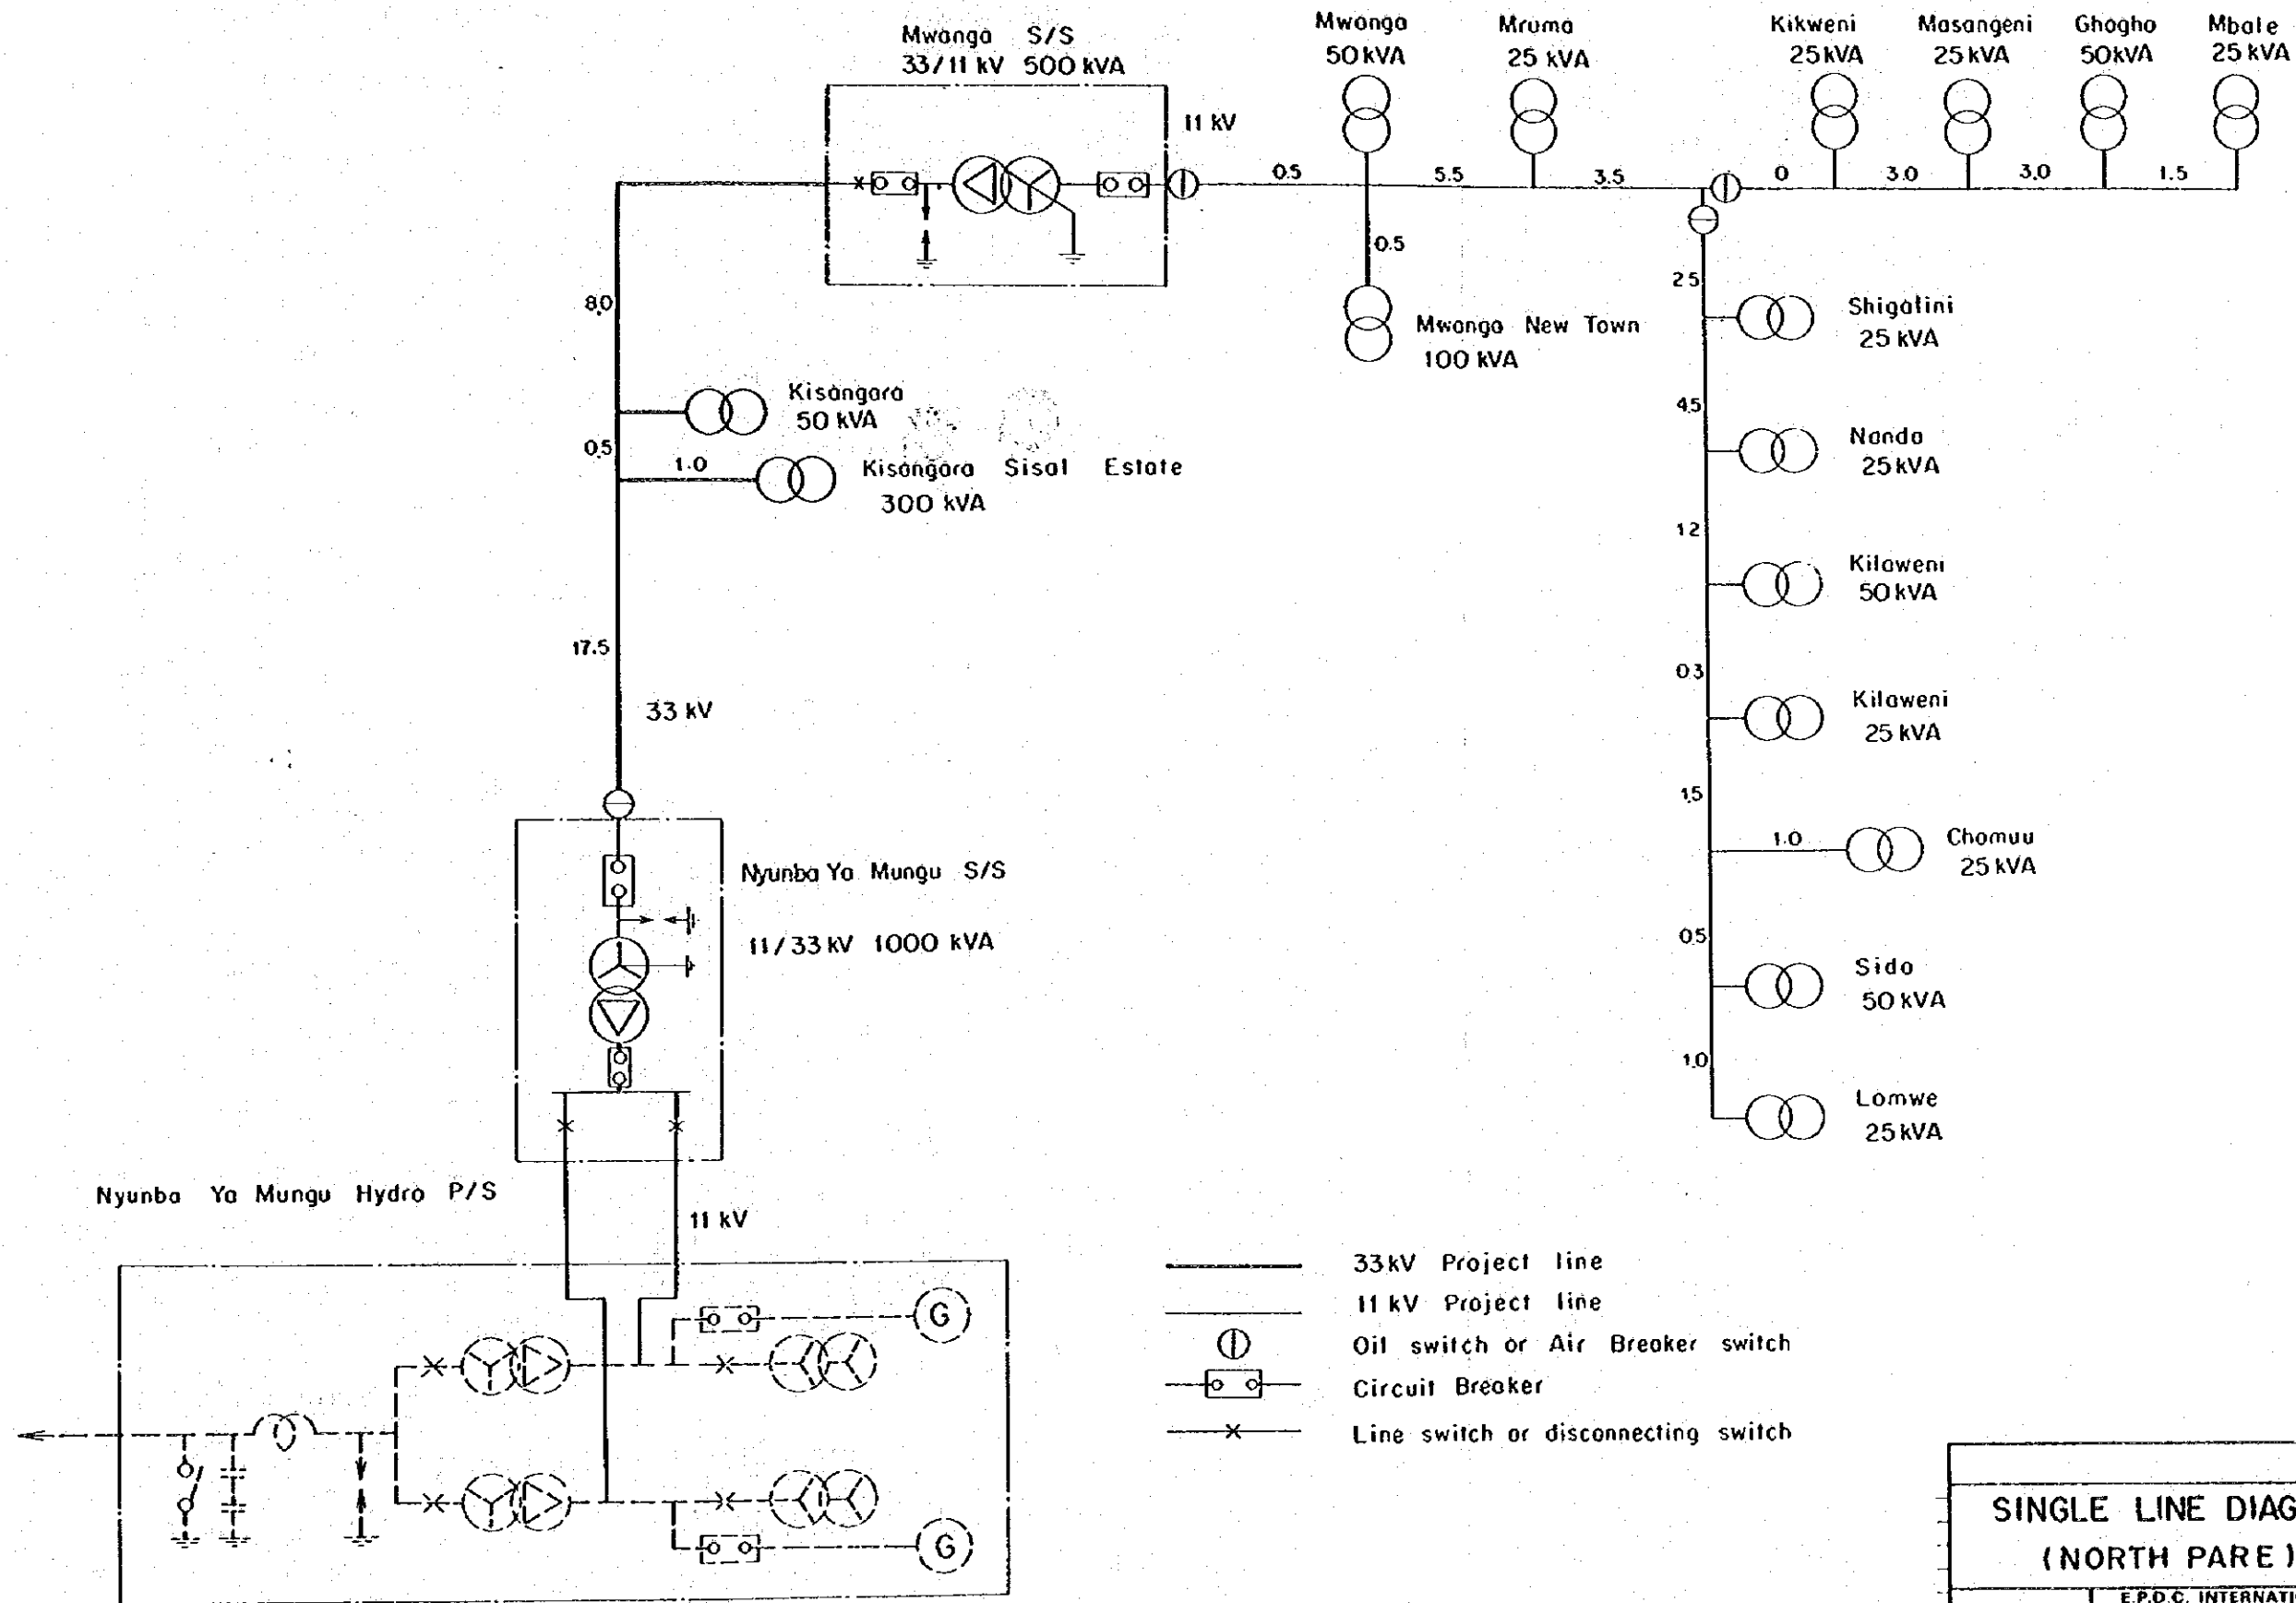 Mwanga S/S
33/11 kV 500 kVA
11 kV
Mwanga
50 kVA
Mruma
25 kVA
Kikweni
25 kVA
Masangeni
25 kVA
Ghogho
50 kVA
Mbale
25 kVA
0.5
5.5
3.5
0
3.0
3.0
1.5
0.5
Mwanga New Town
100 kVA
8.0
Kisangara
50 kVA
0.5
1.0
Kisangara Sisal Estate
300 kVA
17.5
33 kV
2.5
Shigatini
25 kVA
4.5
Nanda
25 kVA
1.2
Kilaweni
50 kVA
0.3
Kilaweni
25 kVA
1.5
1.0
Chomuu
25 kVA
0.5
Sido
50 kVA
1.0
Lomwe
25 kVA
Nyunba Ya Mungu S/S
11/33 kV 1000 kVA
Nyunba Ya Mungu Hydro P/S
11 kV
G
G
33kV Project line
11 kV Project line
Oil switch or Air Breaker switch
Circuit Breaker
Line switch or disconnecting switch
SINGLE LINE DIAG
(NORTH PARE)
E.P.D.C. INTERNATI